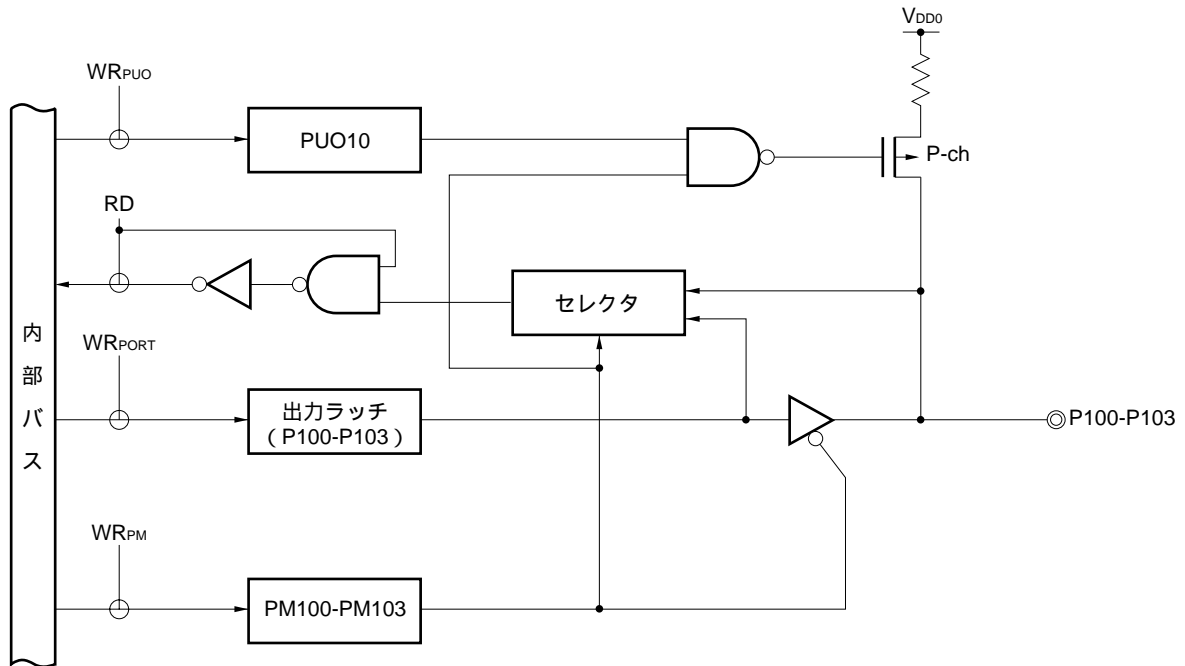 VDD0
WRPUO
PUO10
P-ch
RD
セレクタ
内部バス
WRPORT
出力ラッチ
(P100-P103)
P100-P103
WRPM
PM100-PM103